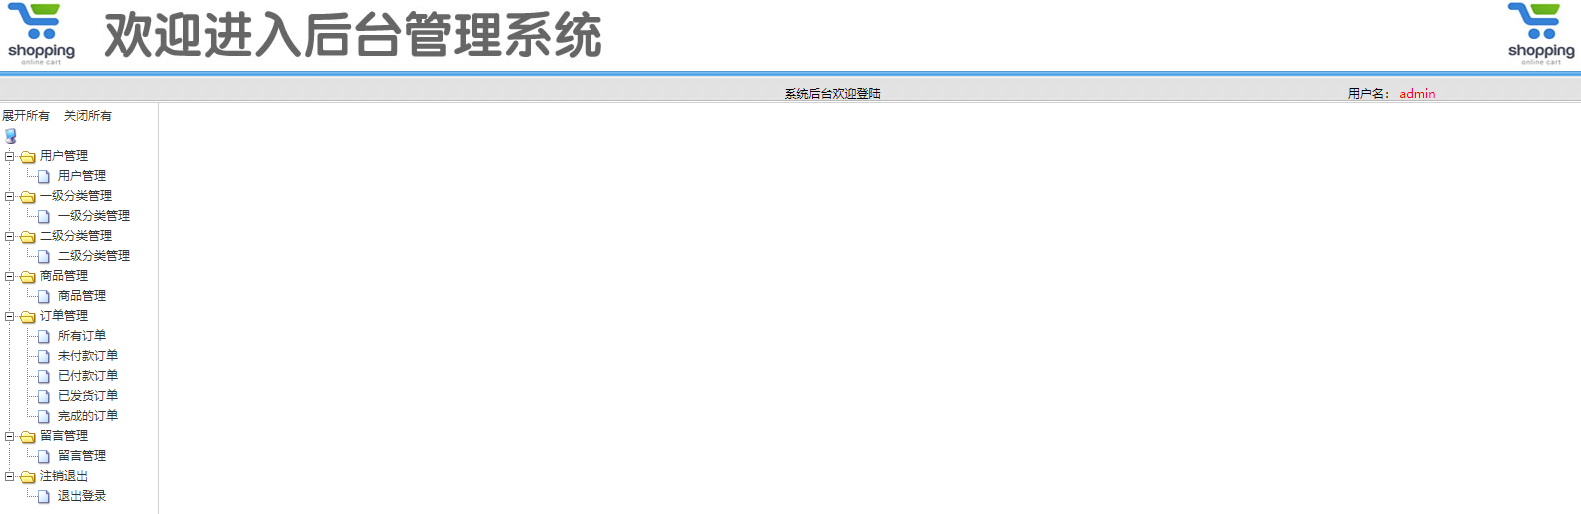 shopping
online cart
欢迎进入后台管理系统
shopping
online cart
系统后台欢迎登陆
用户名： admin
展开所有 关闭所有
用户管理
用户管理
一级分类管理
一级分类管理
二级分类管理
二级分类管理
商品管理
商品管理
订单管理
所有订单
未付款订单
已付款订单
已发货订单
完成的订单
留言管理
留言管理
注销退出
退出登录